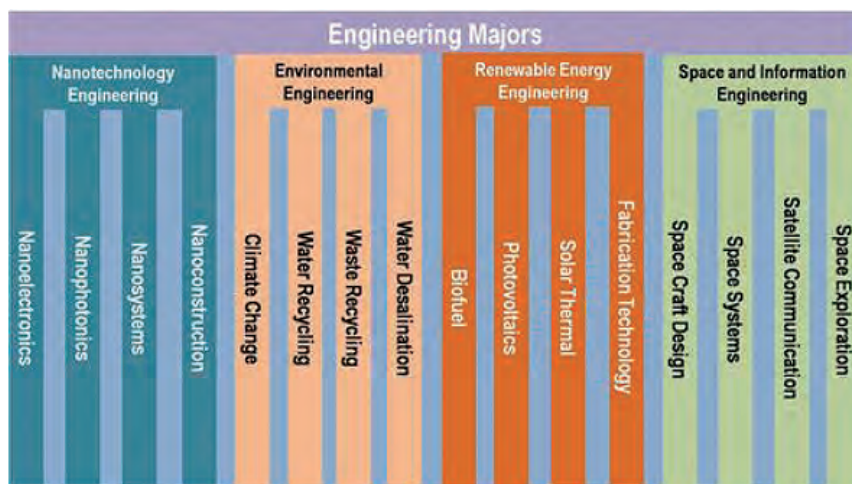 Engineering Majors
Nanotechnology
Engineering
Environmental
Engineering
Renewable Energy
Engineering
Space and Information
Engineering
Nanoelectronics
Nanophotonics
Nanosystems
Nanoconstruction
Climate Change
Water Recycling
Waste Recycling
Water Desalination
Biofuel
Photovoltaics
Solar Thermal
Fabrication Technology
Space Craft Design
Space Systems
Satellite Communication
Space Exploration